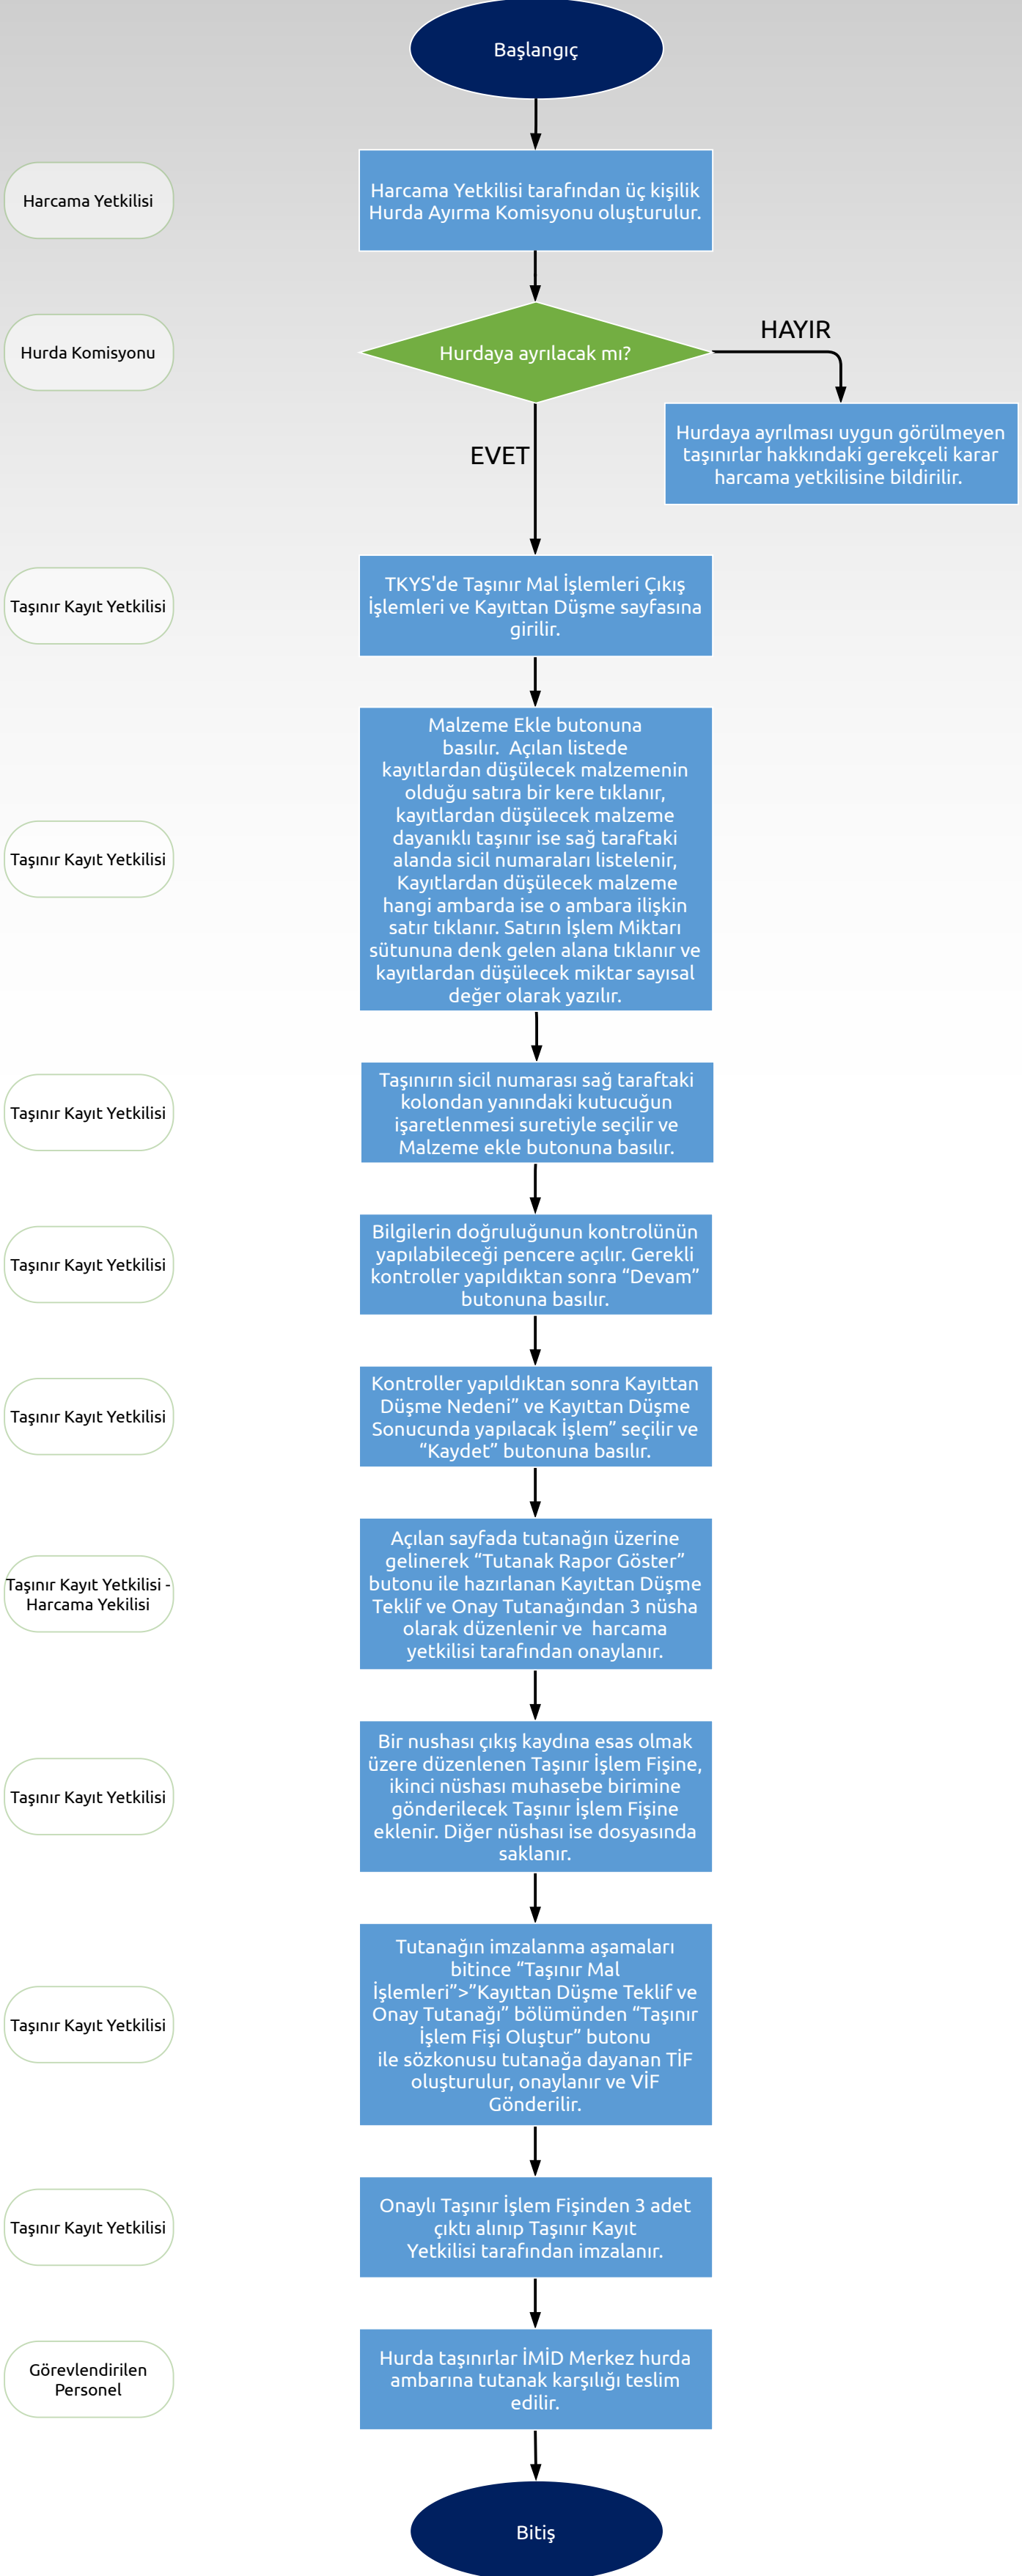 Başlangıç
Harcama Yetkilisi
Harcama Yetkilisi tarafından üç kişilik
Hurda Ayırma Komisyonu oluşturulur.
Hurda Komisyonu
Hurdaya ayrılacak mı?
HAYIR
Hurdaya ayrılması uygun görülmeyen
taşınırlar hakkındaki gerekçeli karar
harcama yetkilisine bildirilir.
EVET
Taşınır Kayıt Yetkilisi
TKYS'de Taşınır Mal İşlemleri Çıkış
İşlemleri ve Kayıttan Düşme sayfasına
girilir.
Taşınır Kayıt Yetkilisi
Malzeme Ekle butonuna
basılır.  Açılan listede
kayıtlardan düşülecek malzemenin
olduğu satıra bir kere tıklanır,
kayıtlardan düşülecek malzeme
dayanıklı taşınır ise sağ taraftaki
alanda sicil numaraları listelenir,
Kayıtlardan düşülecek malzeme
hangi ambarda ise o ambara ilişkin
satır tıklanır. Satırın İşlem Miktarı
sütununa denk gelen alana tıklanır ve
kayıtlardan düşülecek miktar sayısal
değer olarak yazılır.
Taşınır Kayıt Yetkilisi
Taşınırın sicil numarası sağ taraftaki
kolondan yanındaki kutucuğun
işaretlenmesi suretiyle seçilir ve
Malzeme ekle butonuna basılır.
Taşınır Kayıt Yetkilisi
Bilgilerin doğruluğunun kontrolünün
yapılabileceği pencere açılır. Gerekli
kontroller yapıldıktan sonra “Devam”
butonuna basılır.
Taşınır Kayıt Yetkilisi
Kontroller yapıldıktan sonra Kayıttan
Düşme Nedeni” ve Kayıttan Düşme
Sonucunda yapılacak İşlem” seçilir ve
“Kaydet” butonuna basılır.
Taşınır Kayıt Yetkilisi -
Harcama Yekilisi
Açılan sayfada tutanağın üzerine
gelinerek “Tutanak Rapor Göster”
butonu ile hazırlanan Kayıttan Düşme
Teklif ve Onay Tutanağından 3 nüsha
olarak düzenlenir ve  harcama
yetkilisi tarafından onaylanır.
Taşınır Kayıt Yetkilisi
Bir nushası çıkış kaydına esas olmak
üzere düzenlenen Taşınır İşlem Fişine,
ikinci nüshası muhasebe birimine
gönderilecek Taşınır İşlem Fişine
eklenir. Diğer nüshası ise dosyasında
saklanır.
Taşınır Kayıt Yetkilisi
Tutanağın imzalanma aşamaları
bitince “Taşınır Mal
İşlemleri”>”Kayıttan Düşme Teklif ve
Onay Tutanağı” bölümünden “Taşınır
İşlem Fişi Oluştur” butonu
ile sözkonusu tutanağa dayanan TİF
oluşturulur, onaylanır ve VİF
Gönderilir.
Taşınır Kayıt Yetkilisi
Onaylı Taşınır İşlem Fişinden 3 adet
çıktı alınıp Taşınır Kayıt
Yetkilisi tarafından imzalanır.
Görevlendirilen
Personel
Hurda taşınırlar İMİD Merkez hurda
ambarına tutanak karşılığı teslim
edilir.
Bitiş